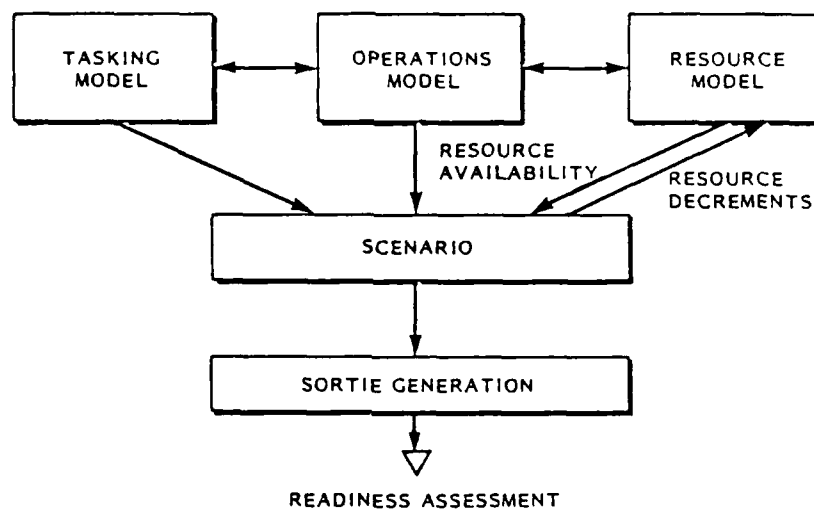 TASKING
MODEL
OPERATIONS
MODEL
RESOURCE
MODEL
RESOURCE
AVAILABILITY
RESOURCE
DECREMENTS
SCENARIO
SORTIE GENERATION
READINESS ASSESSMENT